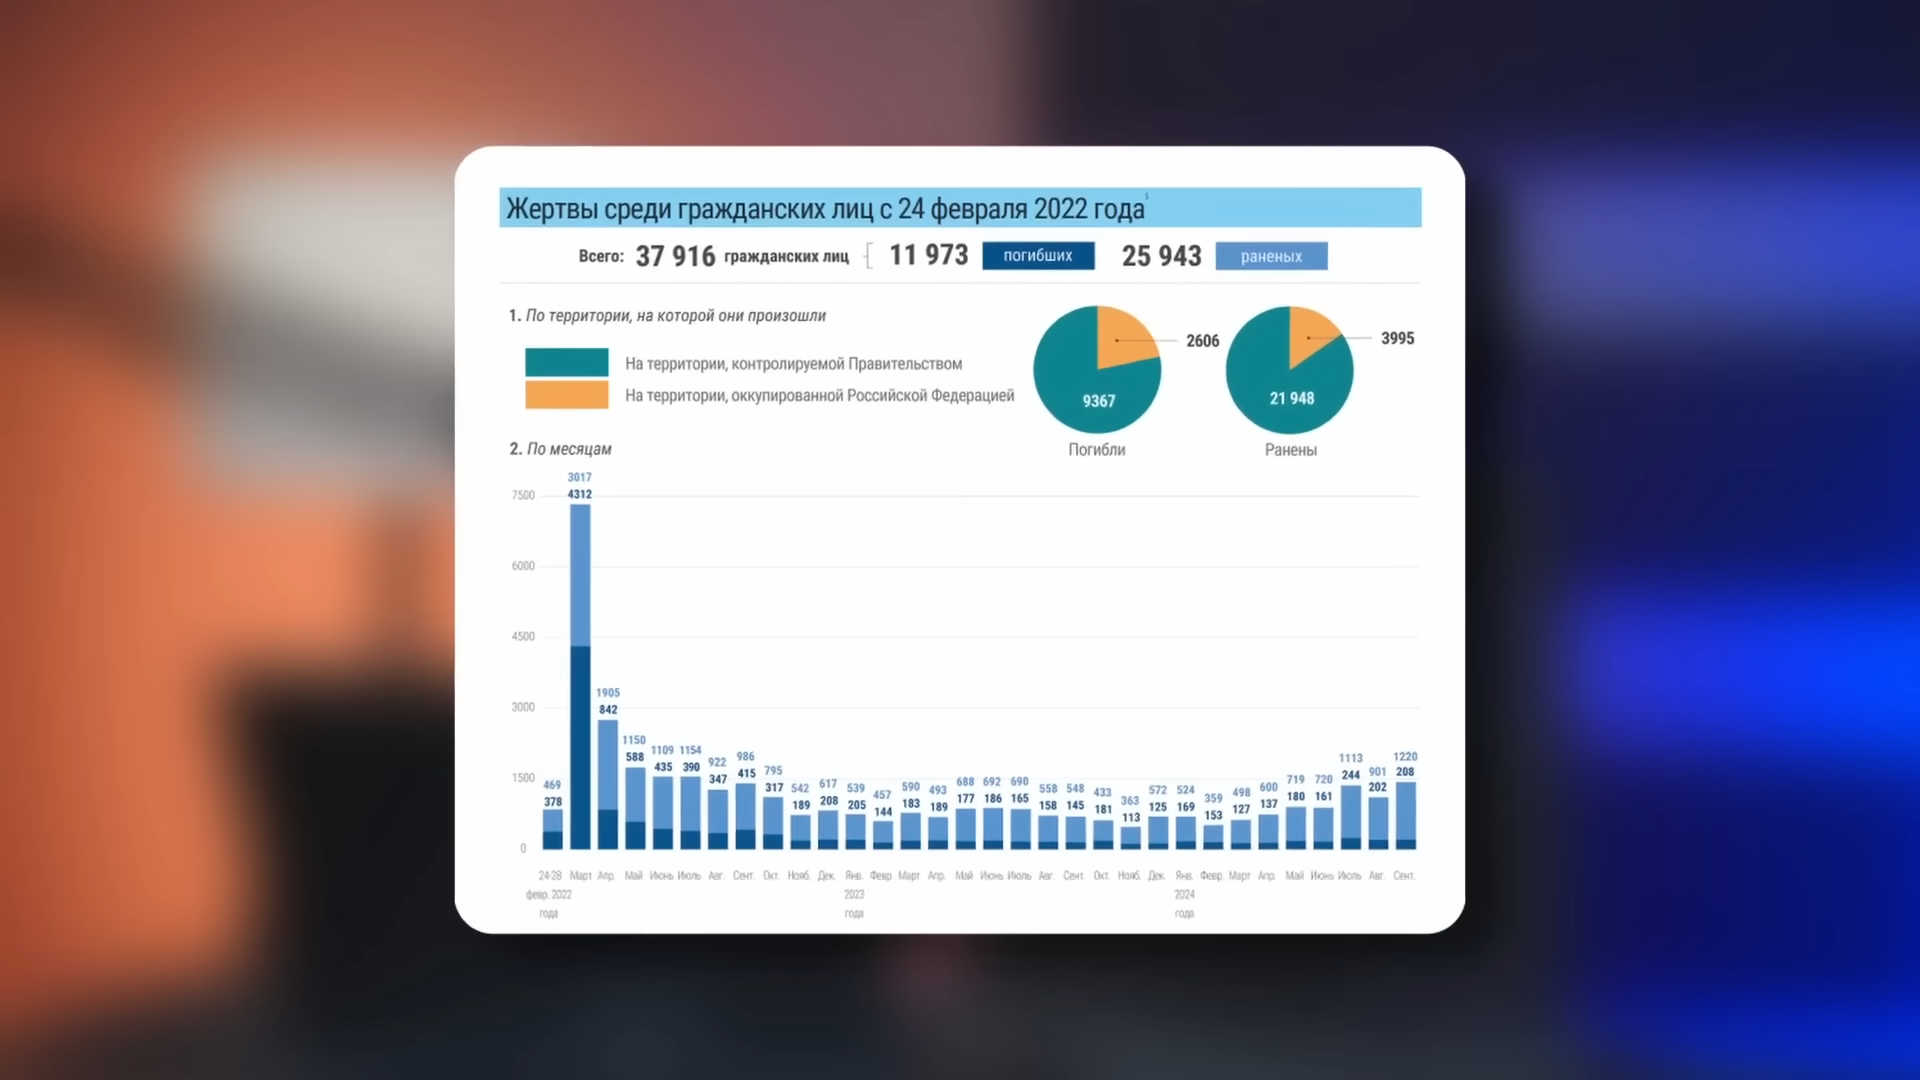 Жертвы среди гражданских лиц с 24 февраля 2022 года
Всего: 37 916 гражданских лиц 11 973 погибших 25 943 раненых
1. По территории, на которой они произошли
На территории, контролируемой Правительством
На территории, оккупированной Российской Федерацией
2606
9367
Погибли
3995
21 948
Ранены
2. По месяцам
7500
6000
4500
3000
1500
0
469 3017 1905 1150 1109 1154 922 986 795 542 617 539 457 590 493 688 692 690 558 548 433 363 572 524 359 498 600 719 720 1113 901 1220
378 4312 842 588 435 390 347 415 317 189 208 205 144 183 189 177 186 165 158 145 181 113 125 169 153 127 137 180 161 244 202 208
24-28 Март Апр. Май Июнь Июль Авг. Сент. Окт. Нояб. Дек. Янв. Февр. Март Апр. Май Июнь Июль Авг. Сент. Окт. Нояб. Дек. Янв. Февр. Март Апр. Май Июнь Июль Авг. Сент.
февр. 2022 2023 2024
года года года